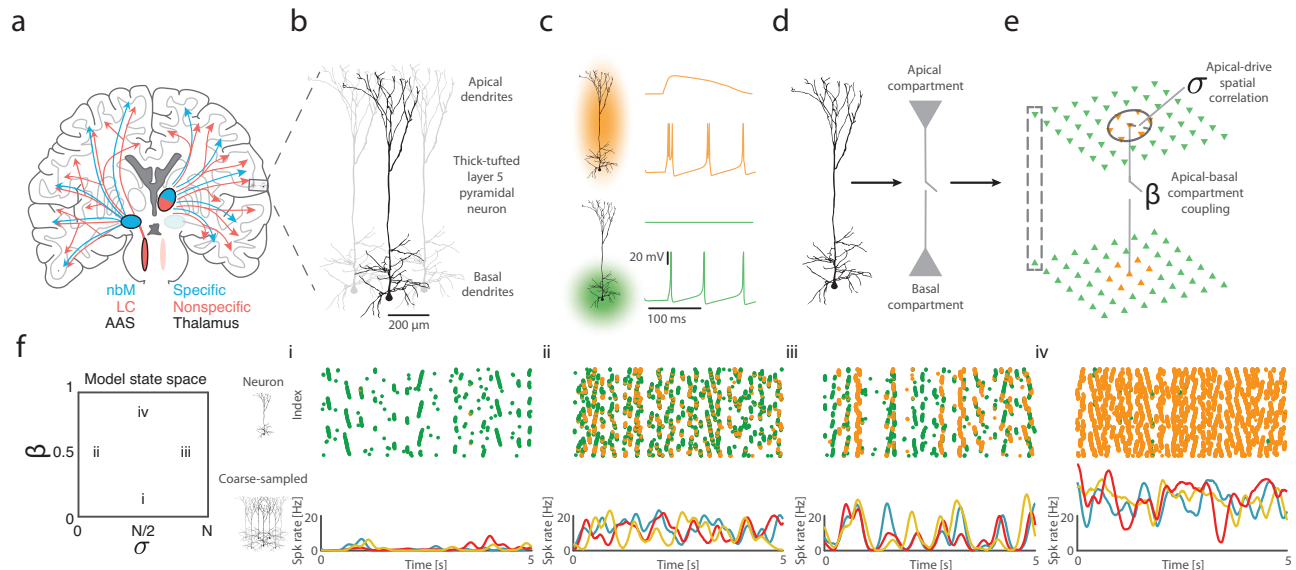 a
b
c
d
e
nbM
LC
AAS
Specific
Nonspecific
Thalamus
Apical
dendrites
Thick-tufted
layer 5
pyramidal
neuron
Basal
dendrites
200 µm
20 mV
100 ms
Apical
compartment
Basal
compartment
σ
Apical-drive
spatial
correlation
β
Apical-basal
compartment
coupling
f
Model state space
1
0.5
0
β
iv
ii
iii
i
0
N/2
N
σ
Neuron
Coarse-sampled
i
Index
Spk rate [Hz]
20
0
0
Time [s]
5
ii
Spk rate [Hz]
20
0
0
Time [s]
5
iii
Spk rate [Hz]
20
0
0
Time [s]
5
iv
Spk rate [Hz]
20
0
0
Time [s]
5